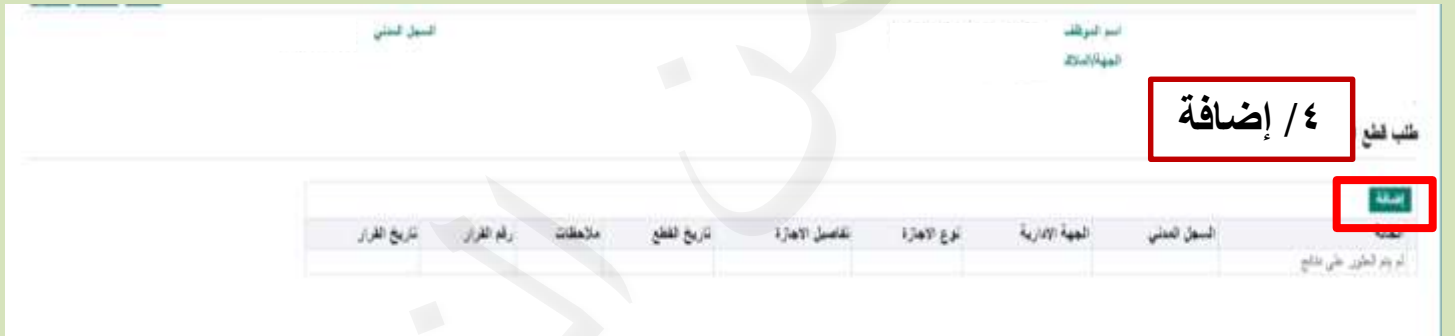 اسم الموظف السجل المدني
الجهة/الملاك
٤/ إضافة
طلب قطع
إضافة
الحالة السجل المدني الجهة الادارية نوع الاجازة تفاصيل الاجازة تاريخ القطع ملاحظات رقم القرار تاريخ القرار
لم يتم العثور على نتائج